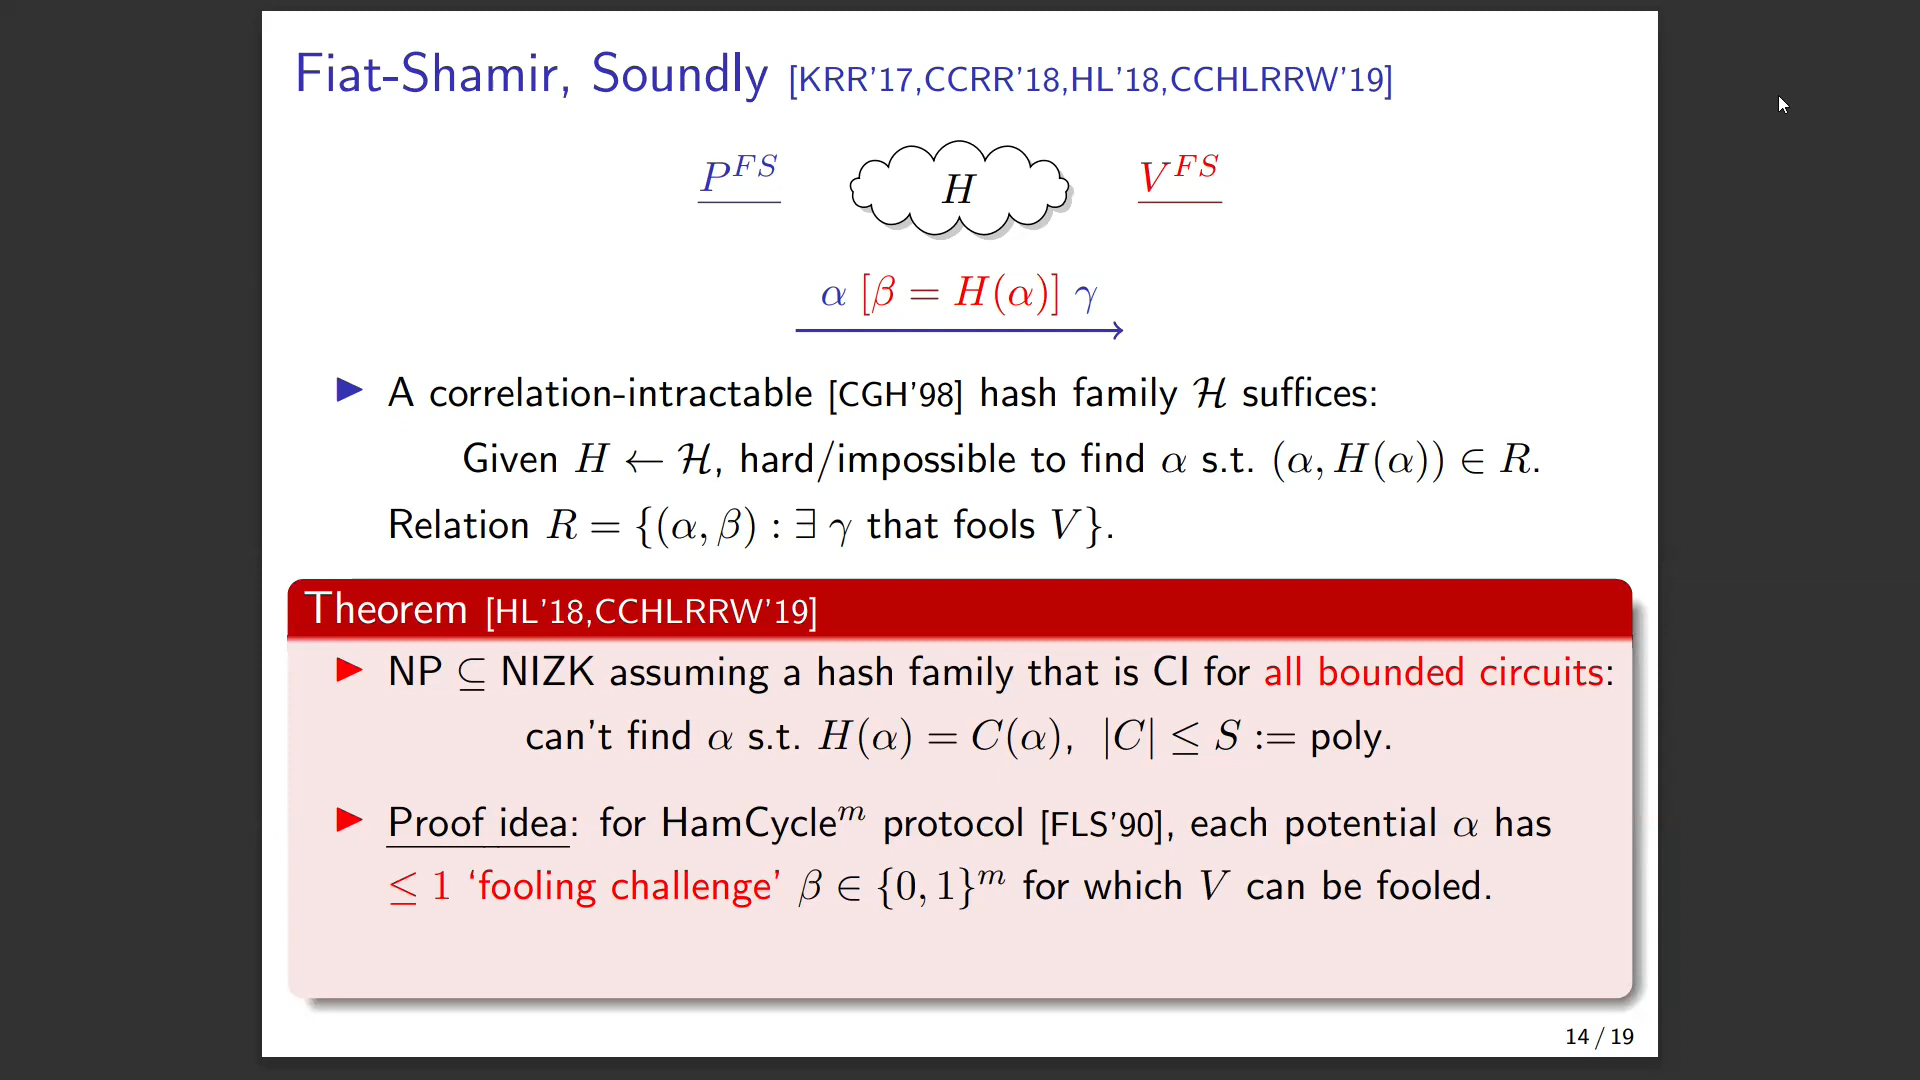 Fiat-Shamir, Soundly [KRR'17,CCRR'18,HL'18,CCHLRRW'19]
P^{FS} H V^{FS}
α [β = H(α)] γ
▶ A correlation-intractable [CGH'98] hash family ℋ suffices:
Given H ← ℋ, hard/impossible to find α s.t. (α, H(α)) ∈ R.
Relation R = {(α, β) : ∃ γ that fools V}.
Theorem [HL'18,CCHLRRW'19]
▶ NP ⊆ NIZK assuming a hash family that is CI for all bounded circuits:
can't find α s.t. H(α) = C(α), |C| ≤ S := poly.
▶ Proof idea: for HamCycle^m protocol [FLS'90], each potential α has
≤ 1 ‘fooling challenge’ β ∈ {0, 1}^m for which V can be fooled.
14 / 19